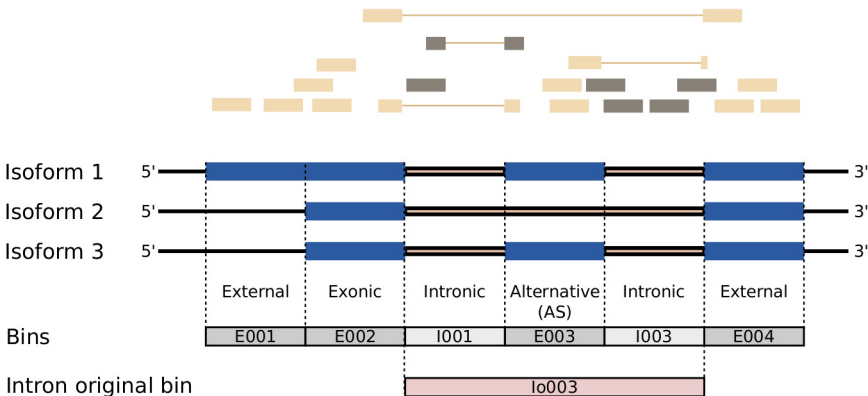 Isoform 1 5' 3'
Isoform 2 5' 3'
Isoform 3 5' 3'
External Exonic Intronic Alternative Intronic External
(AS)
Bins E001 E002 I001 E003 I003 E004
Intron original bin Io003